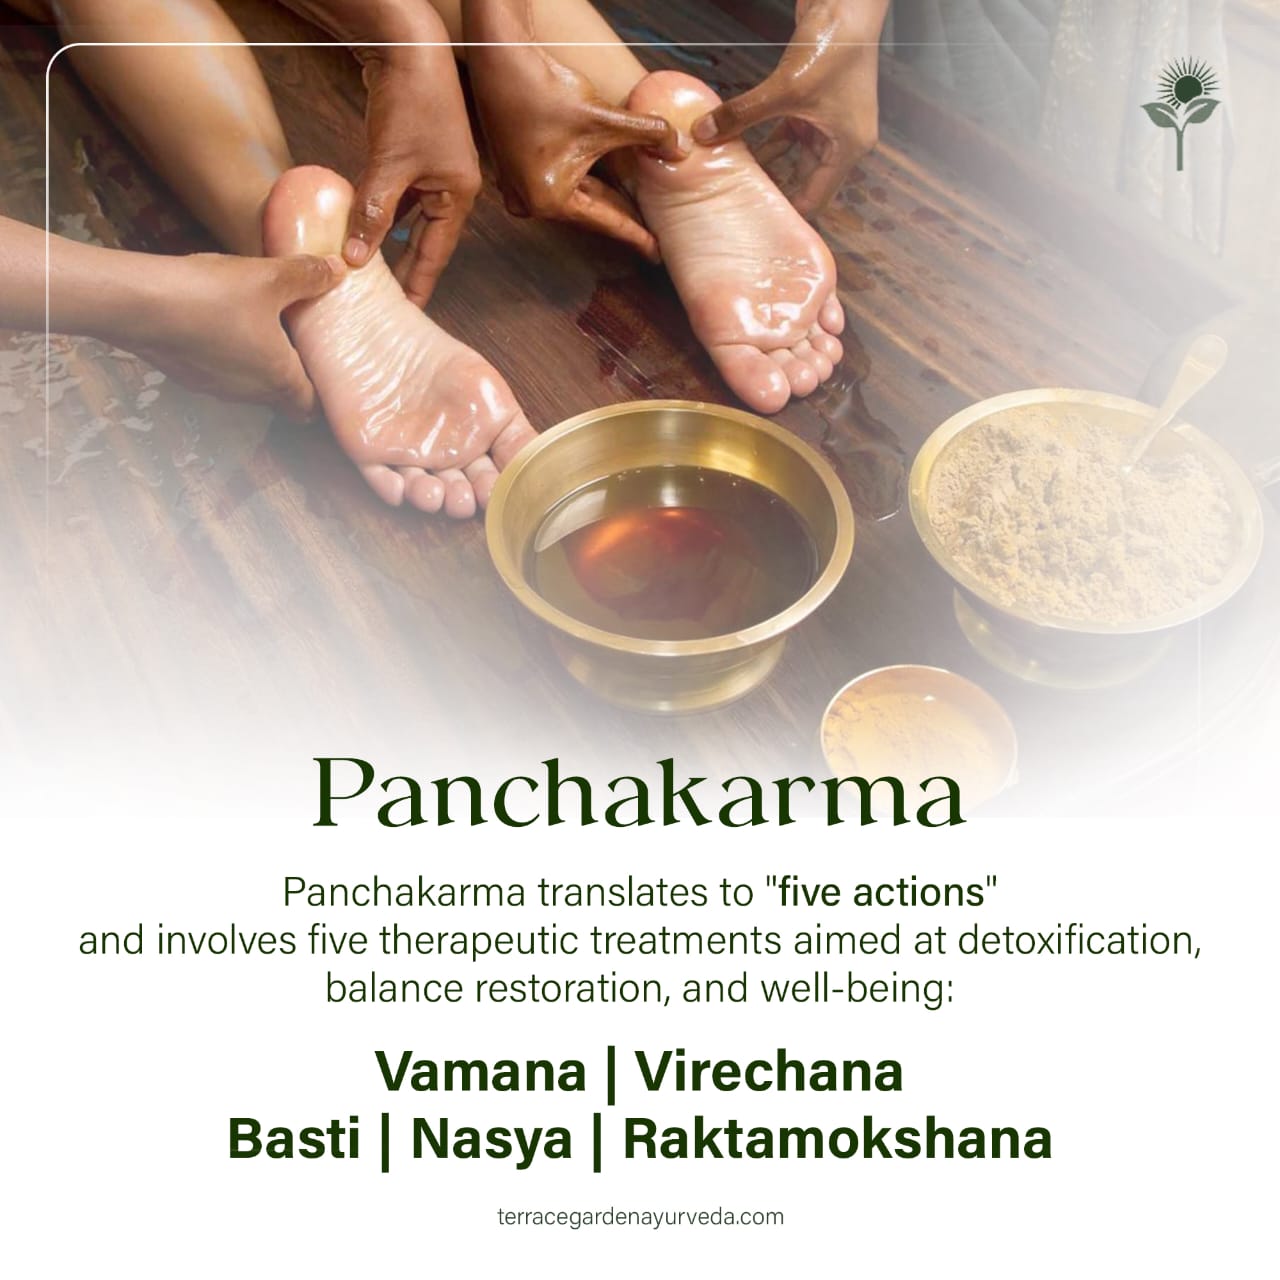 Panchakarma
Panchakarma translates to "five actions"
and involves five therapeutic treatments aimed at detoxification,
balance restoration, and well-being:
Vamana | Virechana
Basti | Nasya | Raktamokshana
terracegardenayurveda.com